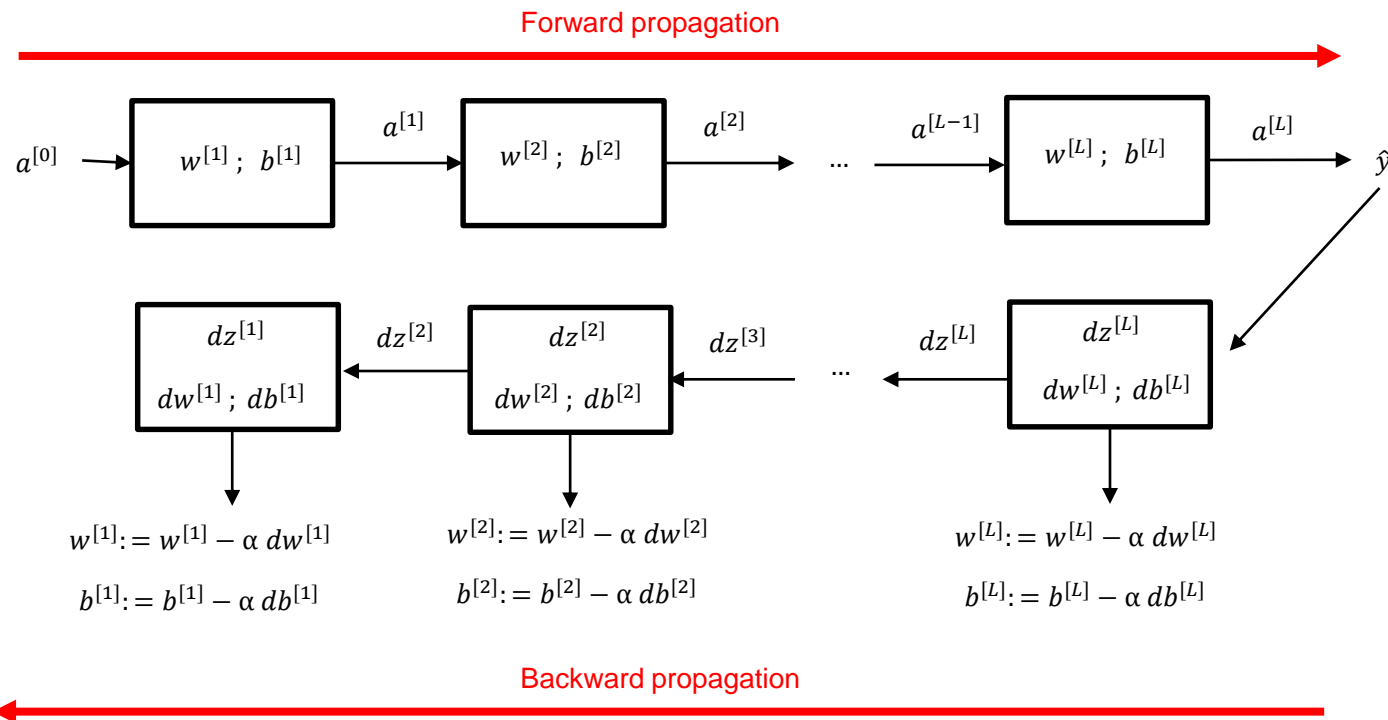 Forward propagation
a^{[0]} w^{[1]} ; b^{[1]} a^{[1]} w^{[2]} ; b^{[2]} a^{[2]} ... a^{[L−1]} w^{[L]} ; b^{[L]} a^{[L]} ŷ
dz^{[1]} dz^{[2]} dz^{[2]} dz^{[3]} ... dz^{[L]} dz^{[L]}
dw^{[1]} ; db^{[1]} dw^{[2]} ; db^{[2]} dw^{[L]} ; db^{[L]}
w^{[1]}: = w^{[1]} − α dw^{[1]} w^{[2]}: = w^{[2]} − α dw^{[2]} w^{[L]}: = w^{[L]} − α dw^{[L]}
b^{[1]}: = b^{[1]} − α db^{[1]} b^{[2]}: = b^{[2]} − α db^{[2]} b^{[L]}: = b^{[L]} − α db^{[L]}
Backward propagation